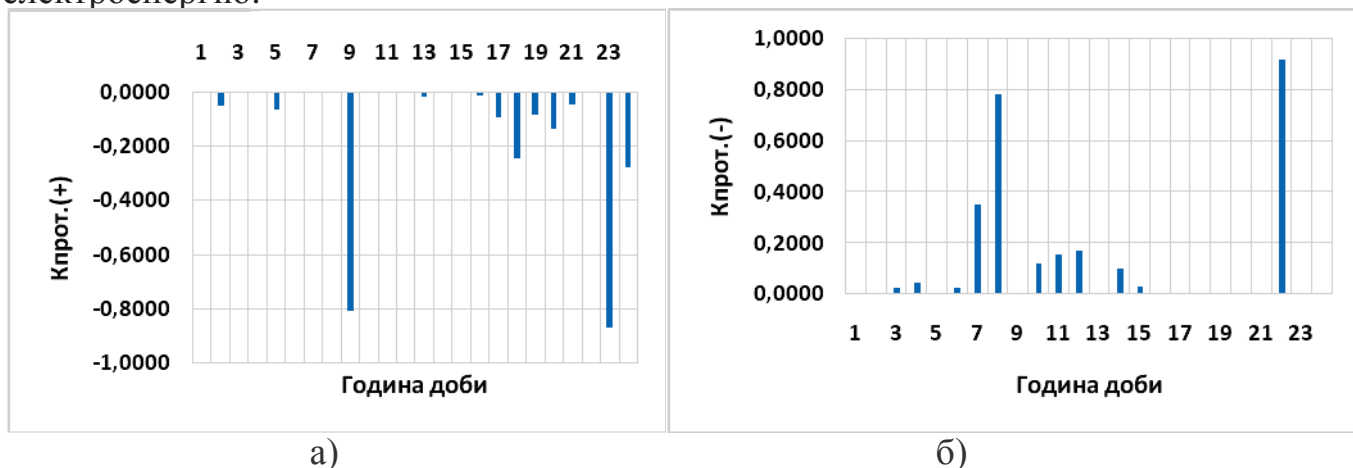 електроенергію.
1 3 5 7 9 11 13 15 17 19 21 23
0,0000
-0,2000
-0,4000
-0,6000
-0,8000
-1,0000
Кпрот.(+)
Година доби
1,0000
0,8000
0,6000
0,4000
0,2000
0,0000
Кпрот.(-)
1 3 5 7 9 11 13 15 17 19 21 23
Година доби
а)
б)